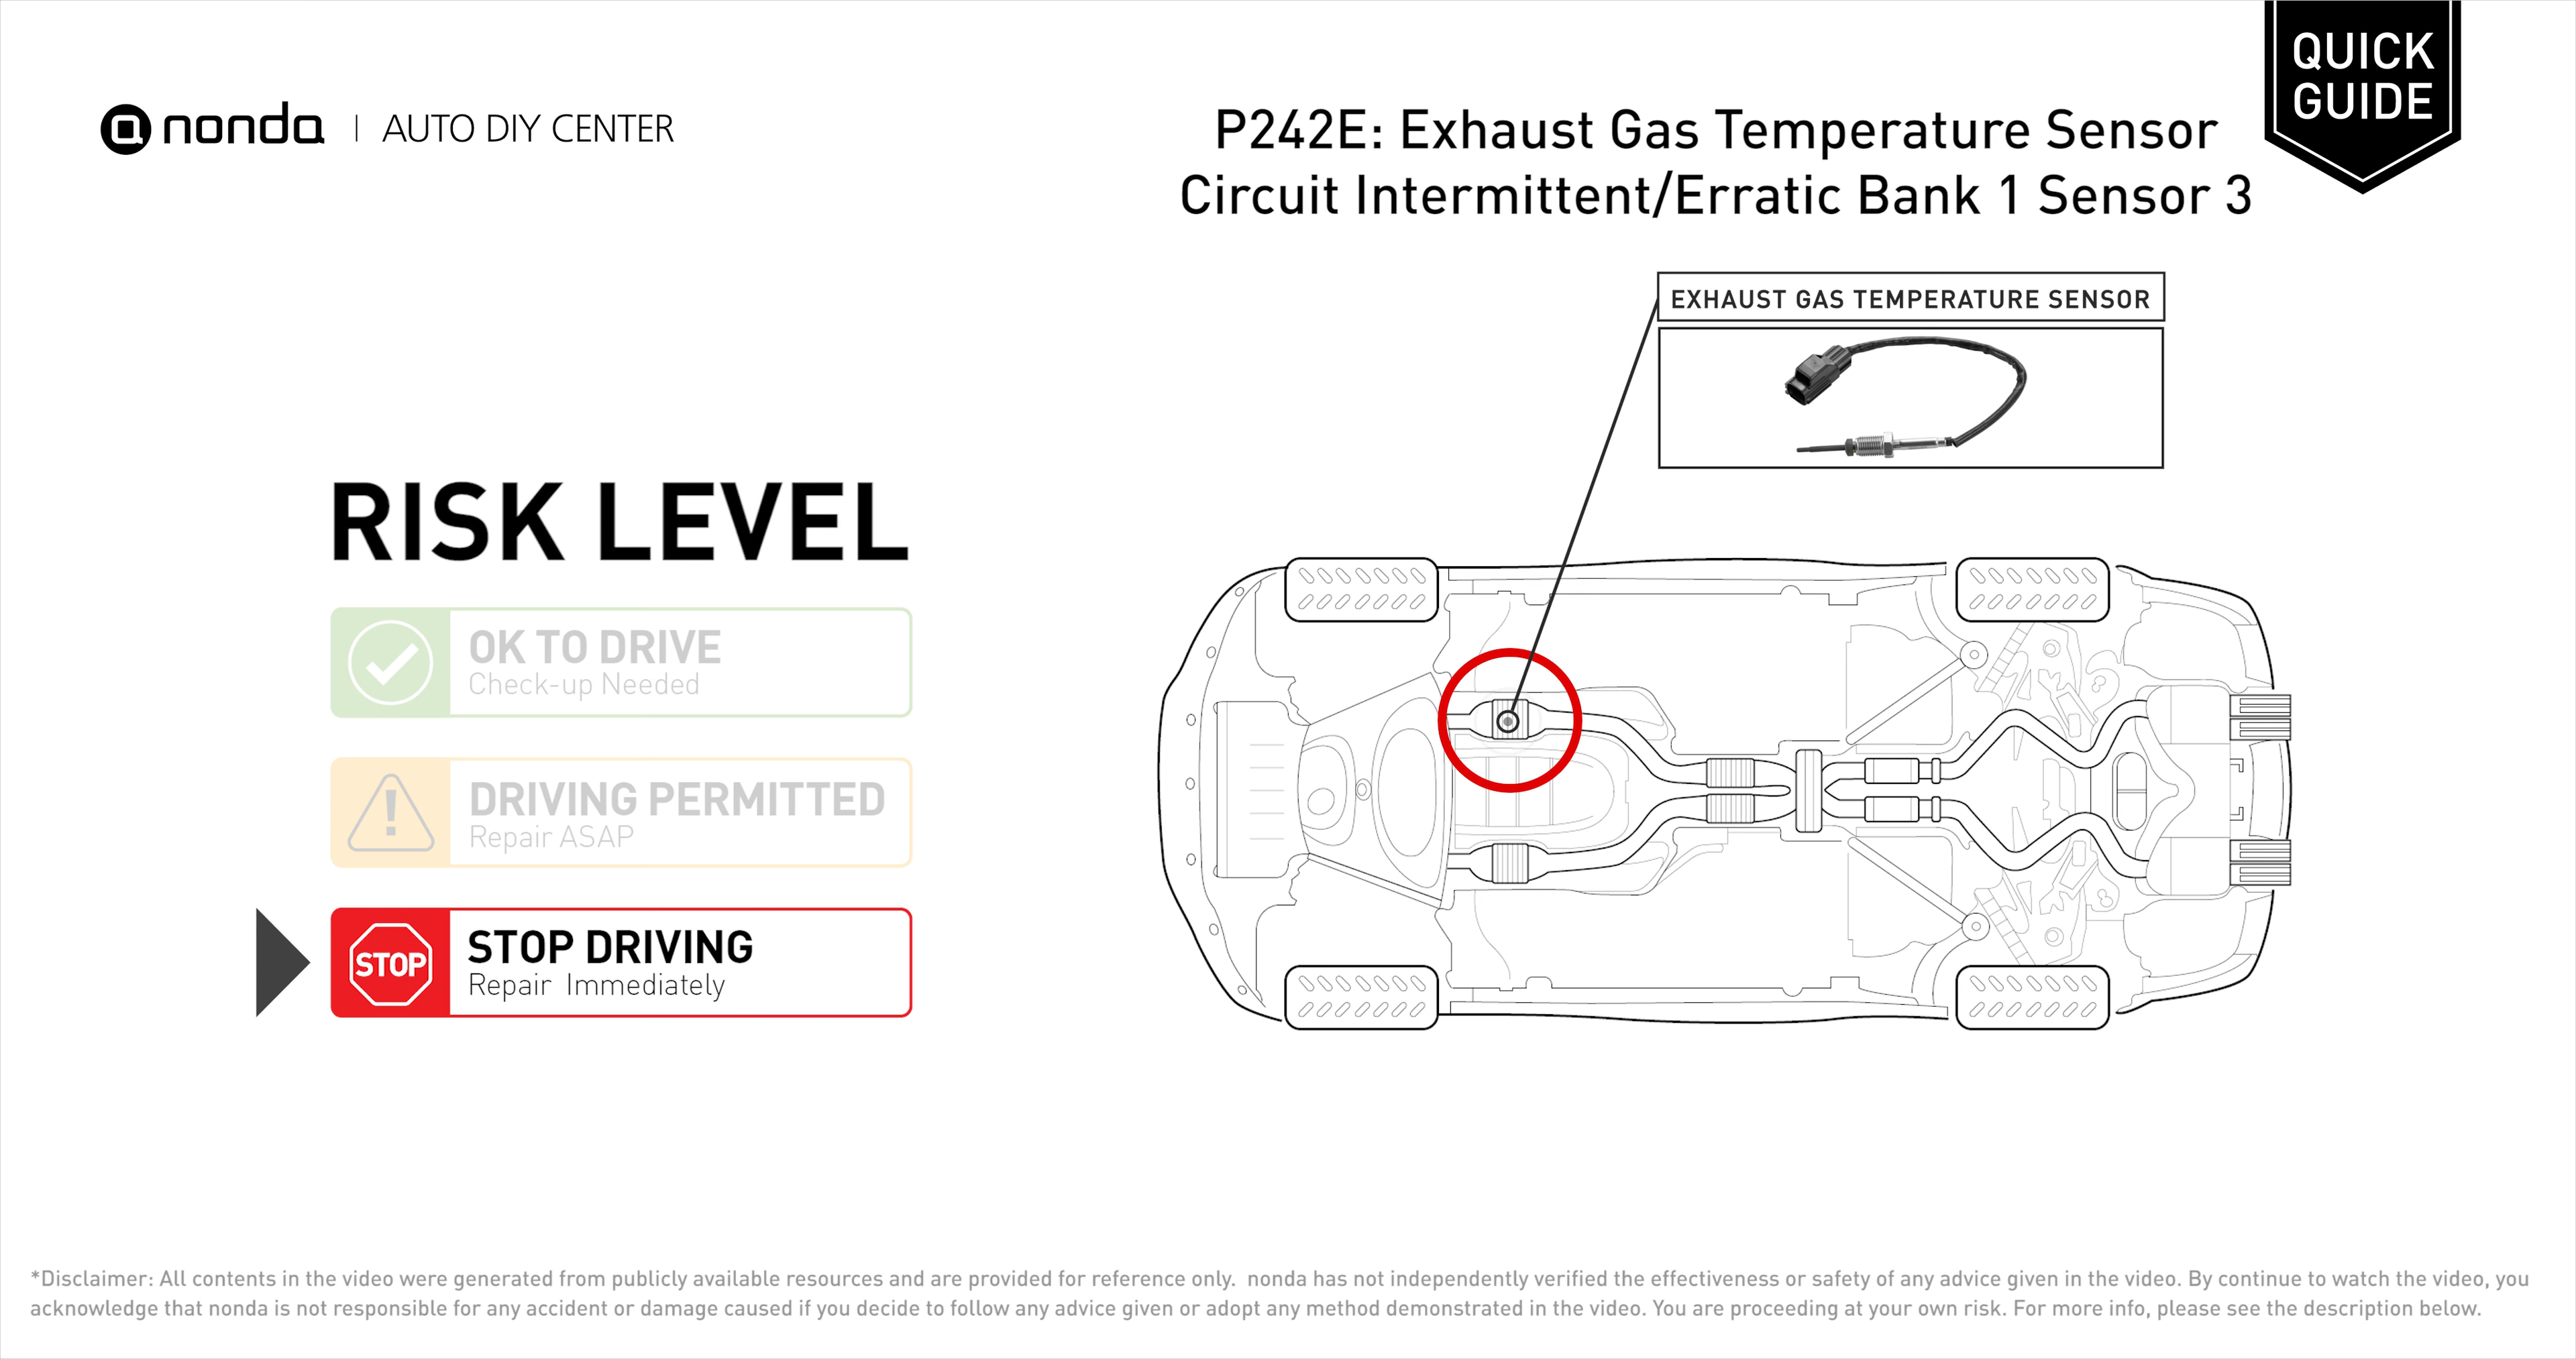 QUICK
GUIDE
nonda | AUTO DIY CENTER
P242E: Exhaust Gas Temperature Sensor
Circuit Intermittent/Erratic Bank 1 Sensor 3
EXHAUST GAS TEMPERATURE SENSOR
RISK LEVEL
OK TO DRIVE
Check-up Needed
DRIVING PERMITTED
Repair ASAP
STOP
STOP DRIVING
Repair Immediately
*Disclaimer: All contents in the video were generated from publicly available resources and are provided for reference only. nonda has not independently verified the effectiveness or safety of any advice given in the video. By continue to watch the video, you
acknowledge that nonda is not responsible for any accident or damage caused if you decide to follow any advice given or adopt any method demonstrated in the video. You are proceeding at your own risk. For more info, please see the description below.